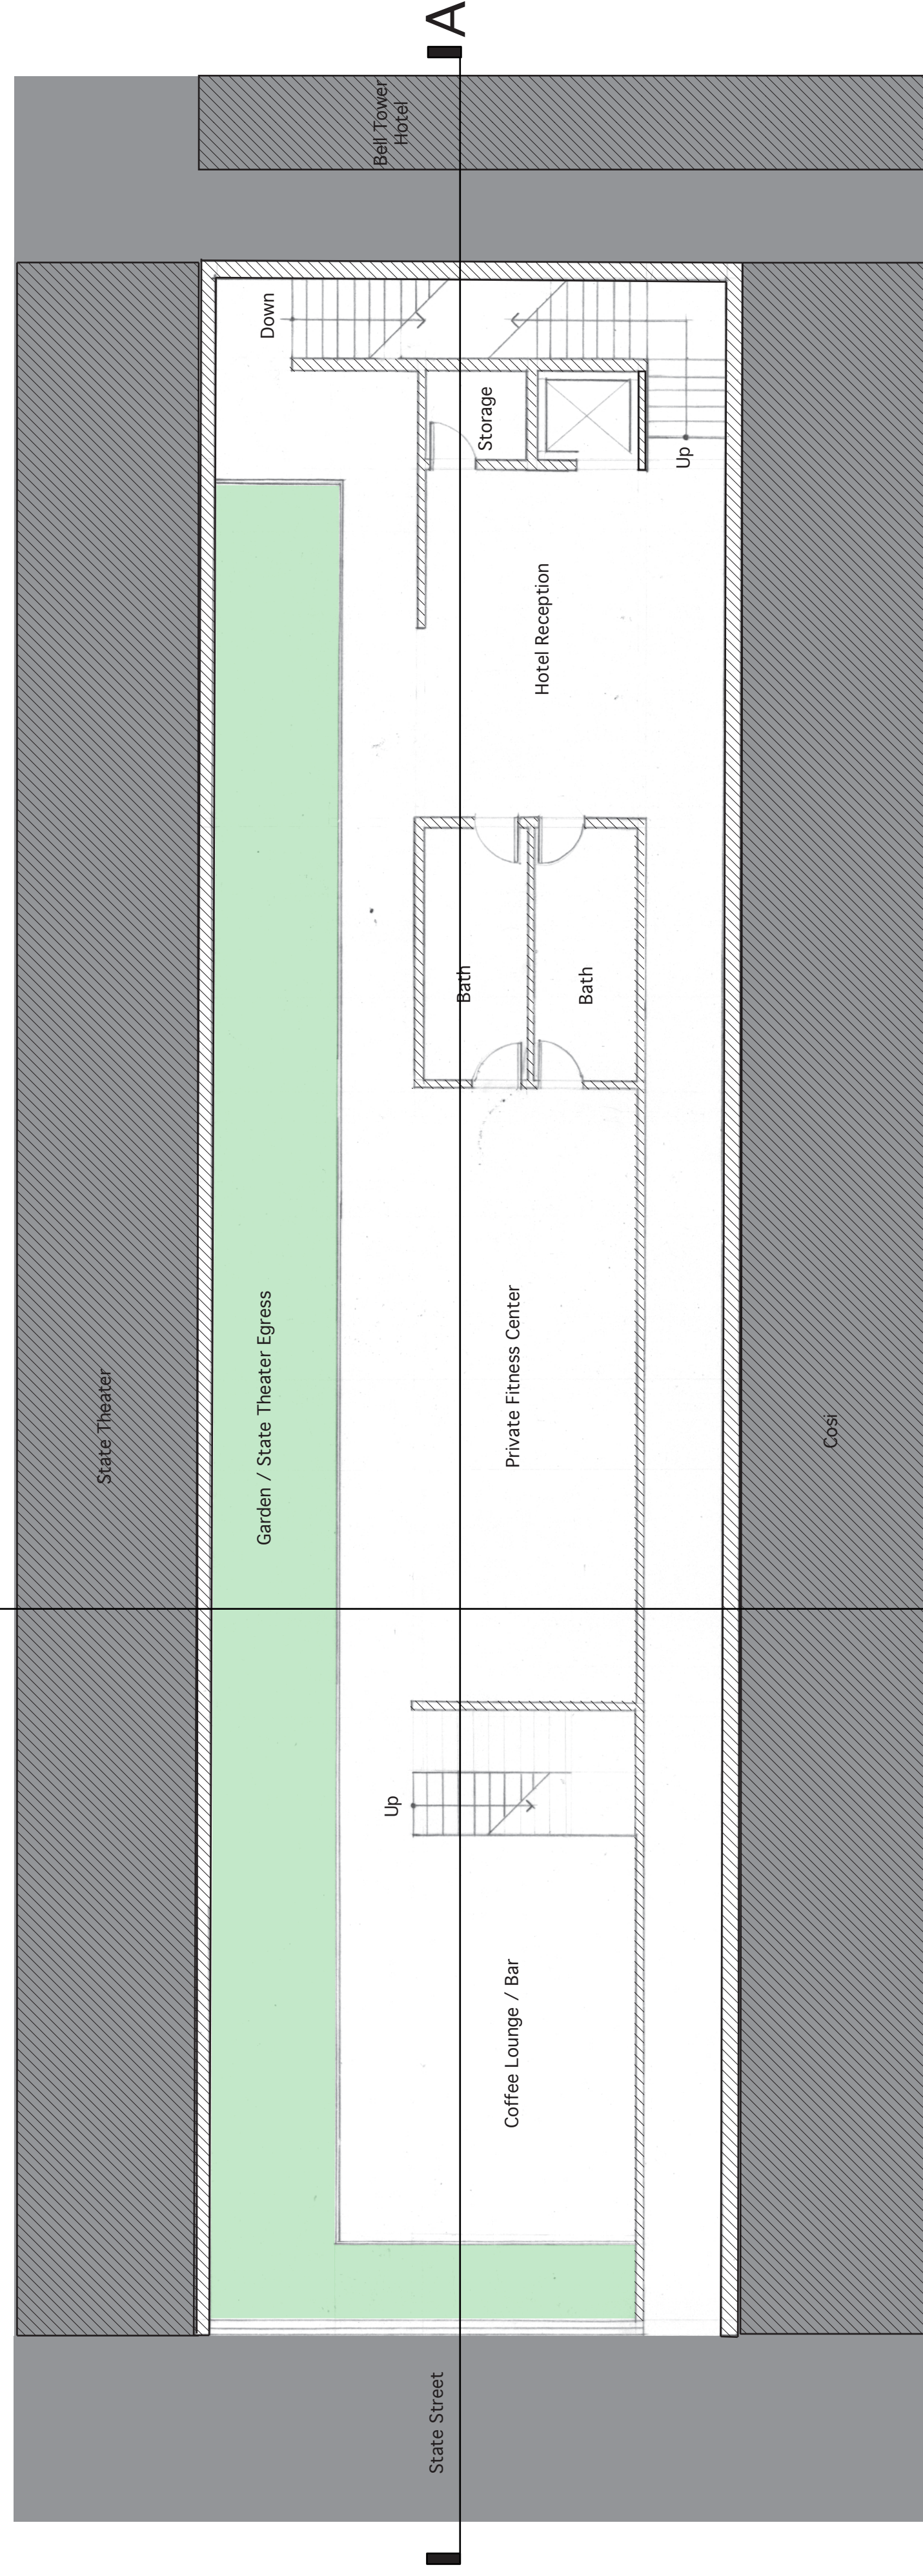 A
Bell Tower
Hotel
Down
Storage
Up
Hotel Reception
Bath
Bath
State Theater
Garden / State Theater Egress
Private Fitness Center
Cosi
Up
Coffee Lounge / Bar
State Street